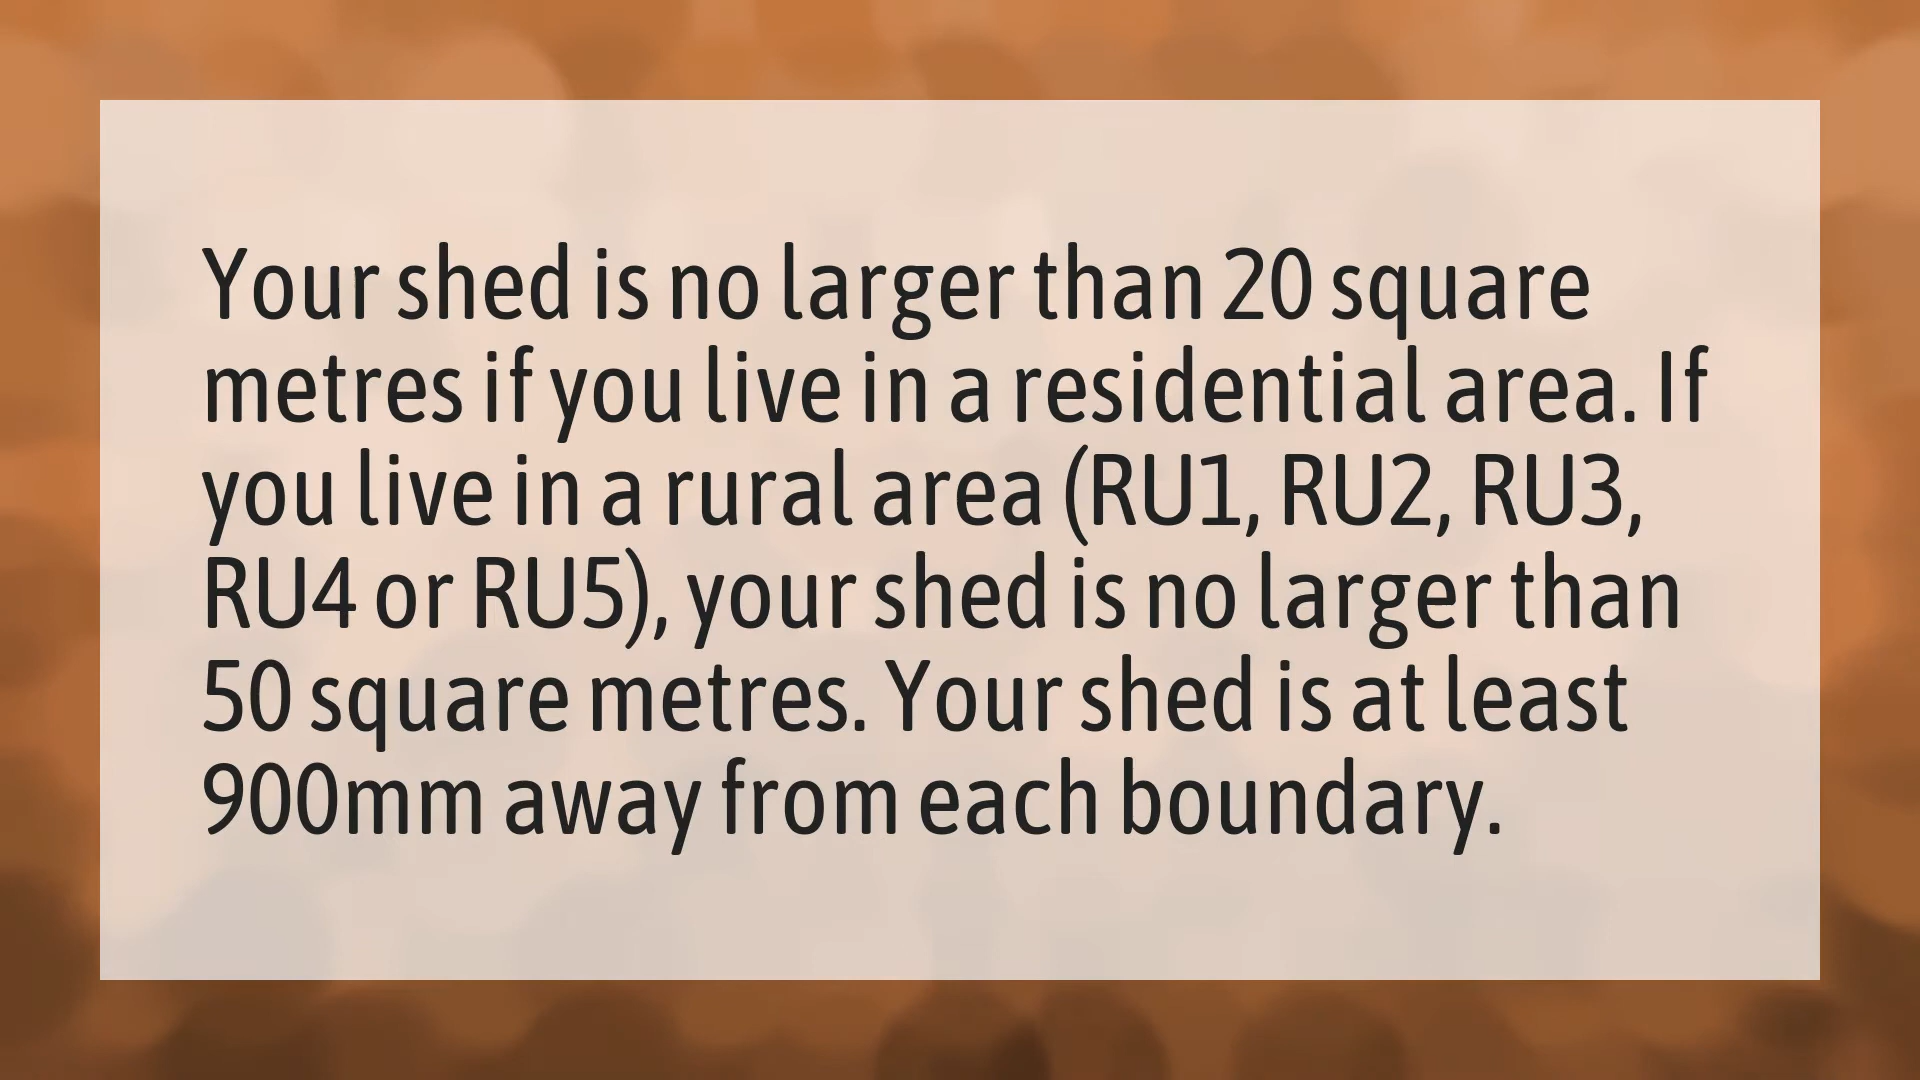 Your shed is no larger than 20 square
metres if you live in a residential area. If
you live in a rural area (RU1, RU2, RU3,
RU4 or RU5), your shed is no larger than
50 square metres. Your shed is at least
900mm away from each boundary.